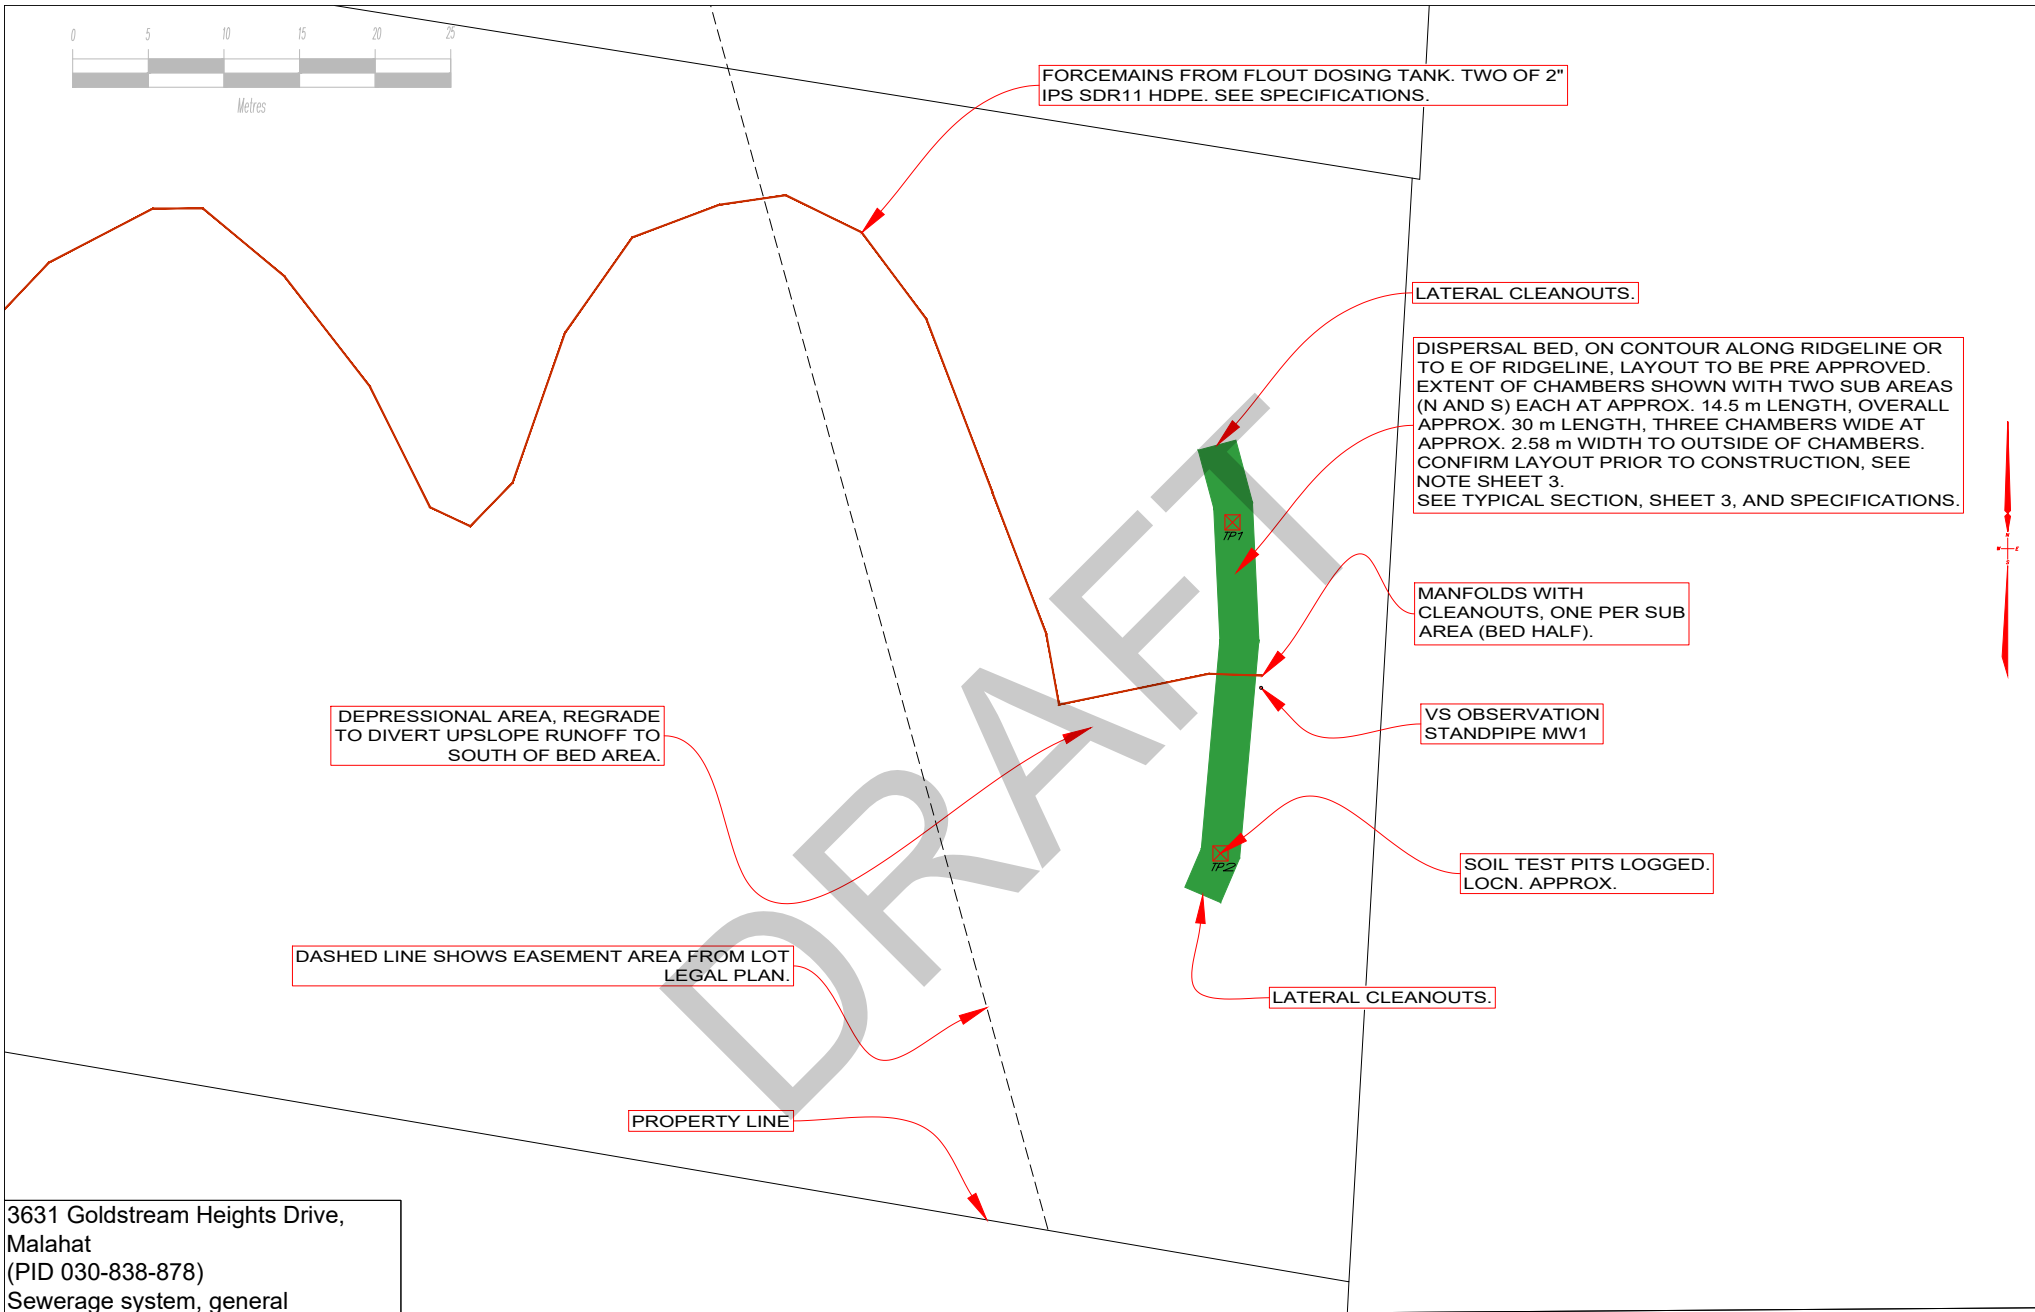 0 5 10 15 20 25
Metres
FORCEMAINS FROM FLOUT DOSING TANK. TWO OF 2"
IPS SDR11 HDPE. SEE SPECIFICATIONS.
LATERAL CLEANOUTS.
DISPERSAL BED, ON CONTOUR ALONG RIDGELINE OR
TO E OF RIDGELINE, LAYOUT TO BE PRE APPROVED.
EXTENT OF CHAMBERS SHOWN WITH TWO SUB AREAS
(N AND S) EACH AT APPROX. 14.5 m LENGTH, OVERALL
APPROX. 30 m LENGTH, THREE CHAMBERS WIDE AT
APPROX. 2.58 m WIDTH TO OUTSIDE OF CHAMBERS.
CONFIRM LAYOUT PRIOR TO CONSTRUCTION, SEE
NOTE SHEET 3.
SEE TYPICAL SECTION, SHEET 3, AND SPECIFICATIONS.
TP1
N
W E
S
MANFOLDS WITH
CLEANOUTS, ONE PER SUB
AREA (BED HALF).
VS OBSERVATION
STANDPIPE MW1
DEPRESSIONAL AREA, REGRADE
TO DIVERT UPSLOPE RUNOFF TO
SOUTH OF BED AREA.
DRAFT
TP2
SOIL TEST PITS LOGGED.
LOCN. APPROX.
DASHED LINE SHOWS EASEMENT AREA FROM LOT
LEGAL PLAN.
LATERAL CLEANOUTS.
PROPERTY LINE
3631 Goldstream Heights Drive,
Malahat
(PID 030-838-878)
Sewerage system, general